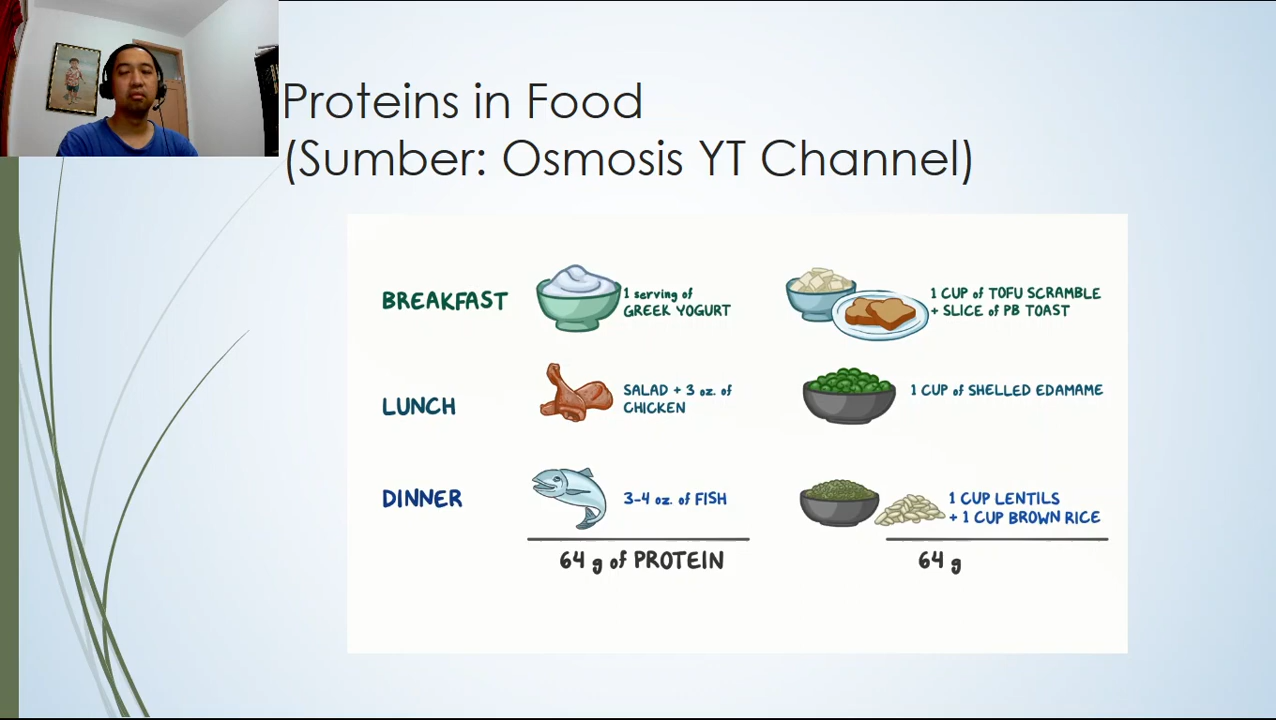 Proteins in Food
(Sumber: Osmosis YT Channel)
BREAKFAST
1 serving of
GREEK YOGURT
1 CUP of TOFU SCRAMBLE
+ SLICE of PB TOAST
LUNCH
SALAD + 3 oz. of
CHICKEN
1 CUP of SHELLED EDAMAME
DINNER
3-4 oz. of FISH
1 CUP LENTILS
+ 1 CUP BROWN RICE
64 g of PROTEIN
64 g